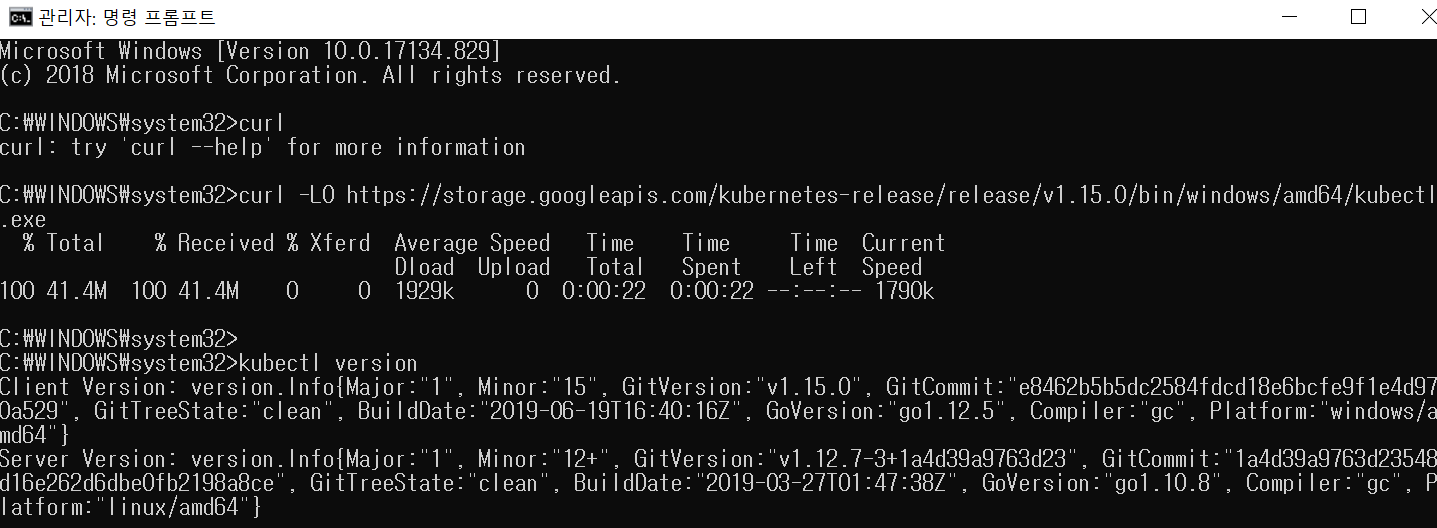 관리자: 명령 프롬프트
Microsoft Windows [Version 10.0.17134.829]
(c) 2018 Microsoft Corporation. All rights reserved.
C:₩WINDOWS₩system32>curl
curl: try 'curl --help' for more information
C:₩WINDOWS₩system32>curl -LO https://storage.googleapis.com/kubernetes-release/release/v1.15.0/bin/windows/amd64/kubectl
.exe
% Total % Received % Xferd Average Speed Time Time Time Current
Dload Upload Total Spent Left Speed
100 41.4M 100 41.4M 0 0 1929k 0 0:00:22 0:00:22 --:--:-- 1790k
C:₩WINDOWS₩system32>
C:₩WINDOWS₩system32>kubectl version
Client Version: version.Info{Major:"1", Minor:"15", GitVersion:"v1.15.0", GitCommit:"e8462b5b5dc2584fdcd18e6bcfe9f1e4d97
0a529", GitTreeState:"clean", BuildDate:"2019-06-19T16:40:16Z", GoVersion:"go1.12.5", Compiler:"gc", Platform:"windows/a
md64"}
Server Version: version.Info{Major:"1", Minor:"12+", GitVersion:"v1.12.7-3+1a4d39a9763d23", GitCommit:"1a4d39a9763d23548
d16e262d6dbe0fb2198a8ce", GitTreeState:"clean", BuildDate:"2019-03-27T01:47:38Z", GoVersion:"go1.10.8", Compiler:"gc", P
latform:"linux/amd64"}